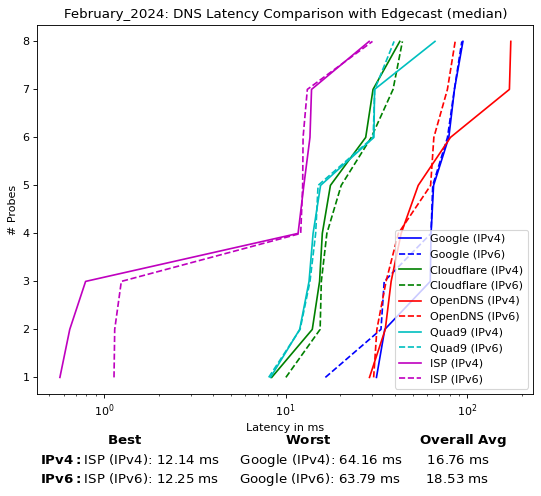 February_2024: DNS Latency Comparison with Edgecast (median)
# Probes
8
7
6
5
4
3
2
1
Google (IPv4)
Google (IPv6)
Cloudflare (IPv4)
Cloudflare (IPv6)
OpenDNS (IPv4)
OpenDNS (IPv6)
Quad9 (IPv4)
Quad9 (IPv6)
ISP (IPv4)
ISP (IPv6)
10⁰ 10¹ 10²
Latency in ms
Best Worst Overall Avg
IPv4: ISP (IPv4): 12.14 ms Google (IPv4): 64.16 ms 16.76 ms
IPv6: ISP (IPv6): 12.25 ms Google (IPv6): 63.79 ms 18.53 ms